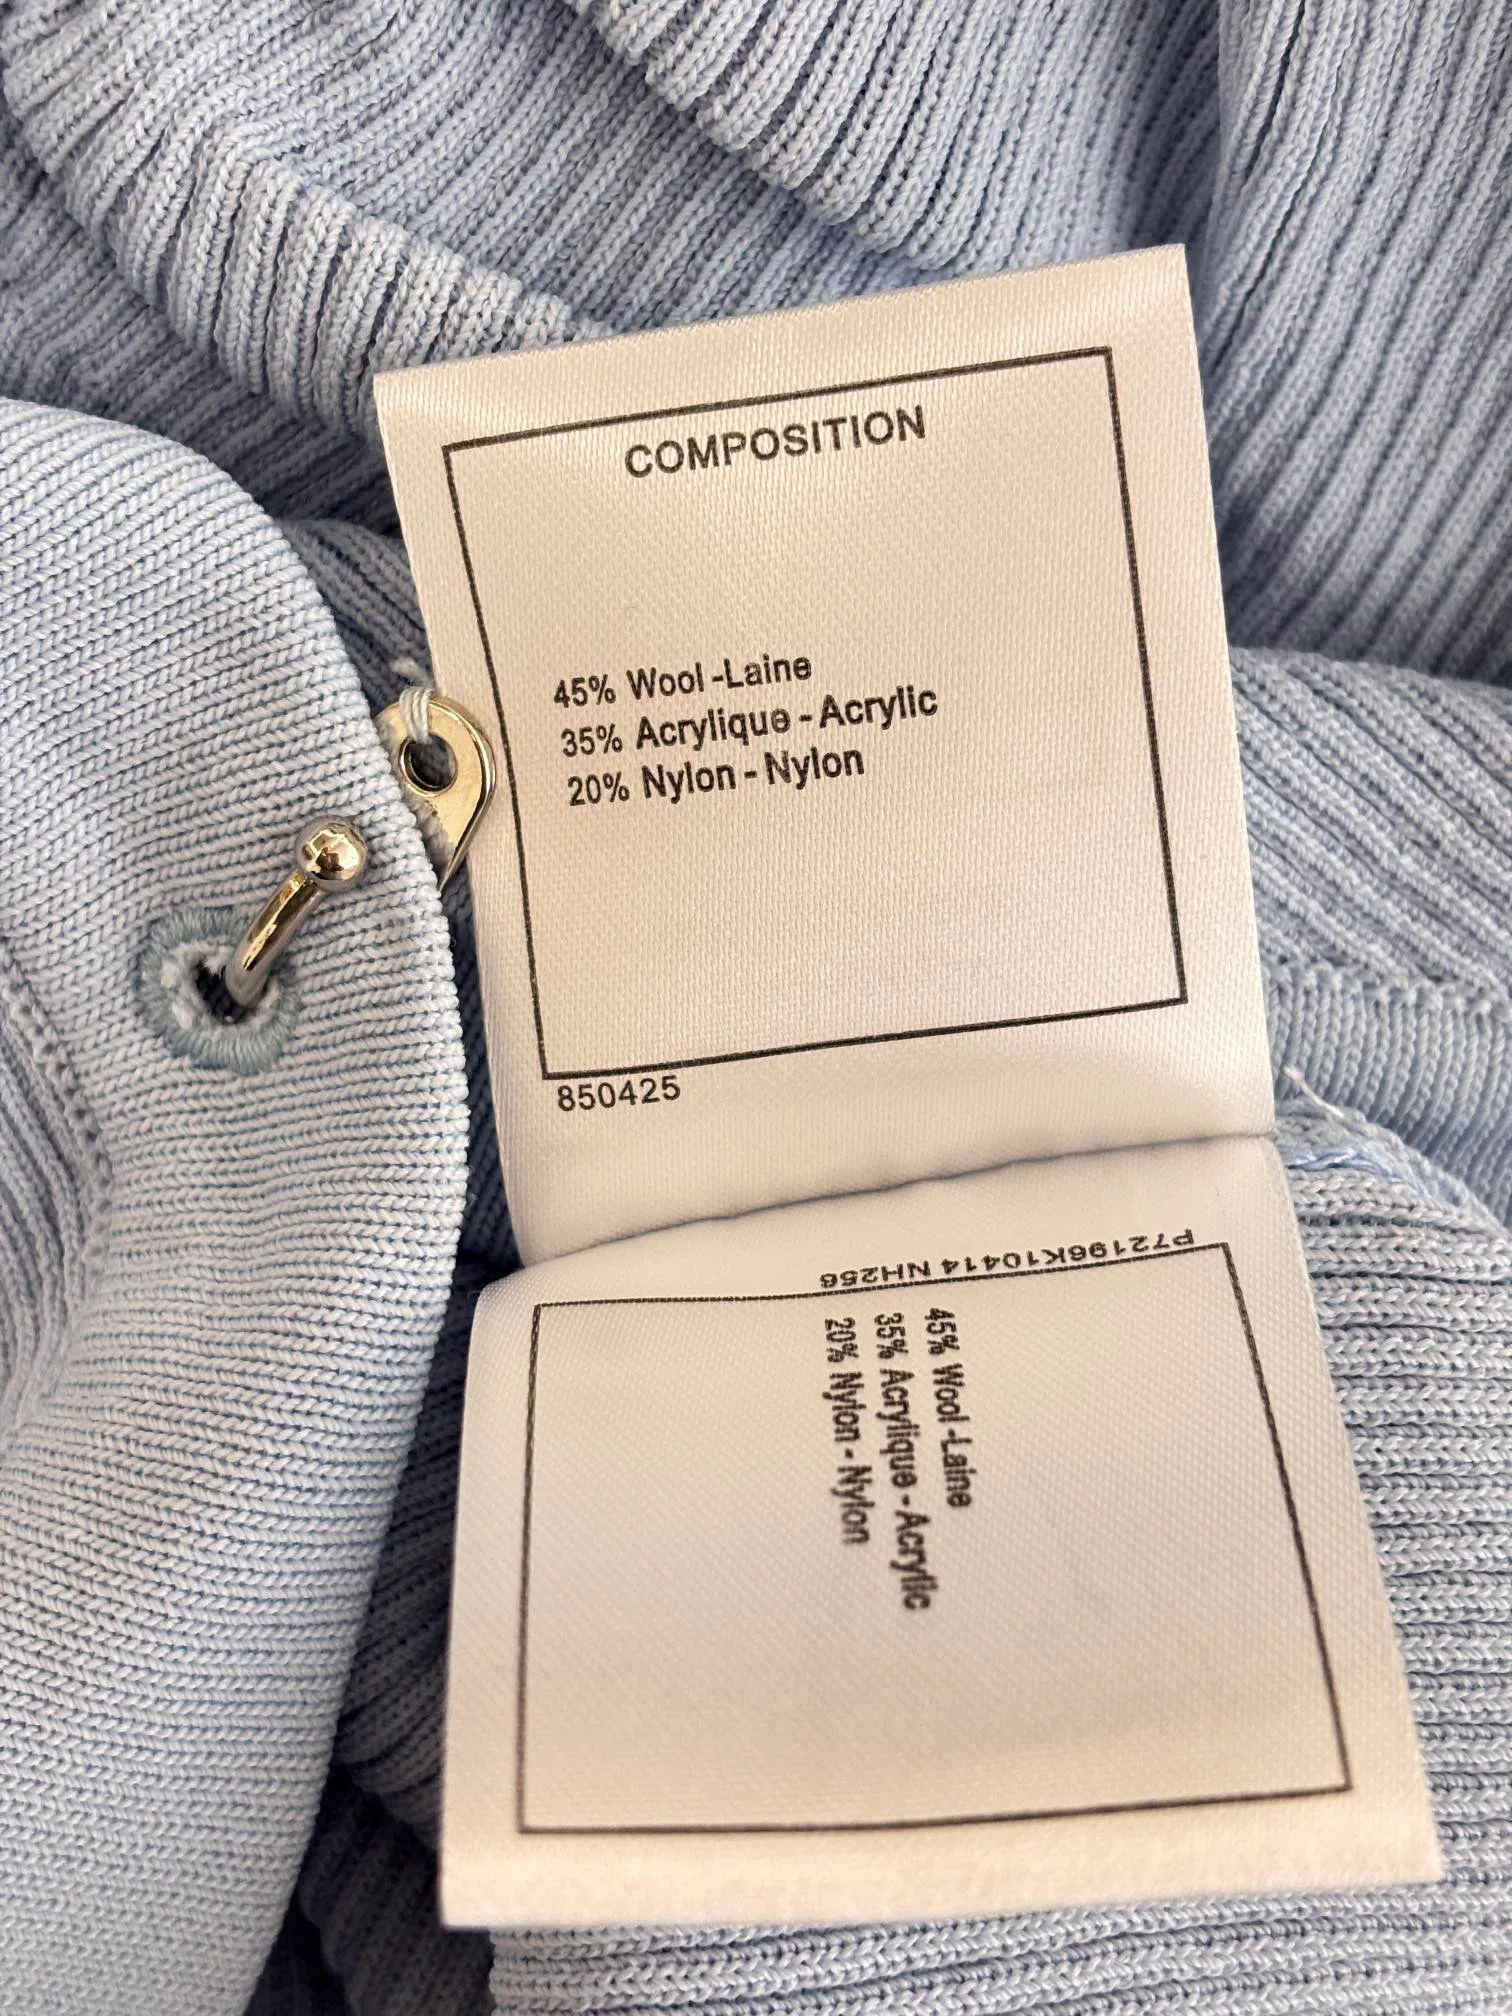 COMPOSITION
45% Wool -Laine
35% Acrylique - Acrylic
20% Nylon - Nylon
850425
P72196K10414 NH256
45% Wool -Laine
35% Acrylique - Acrylic
20% Nylon - Nylon